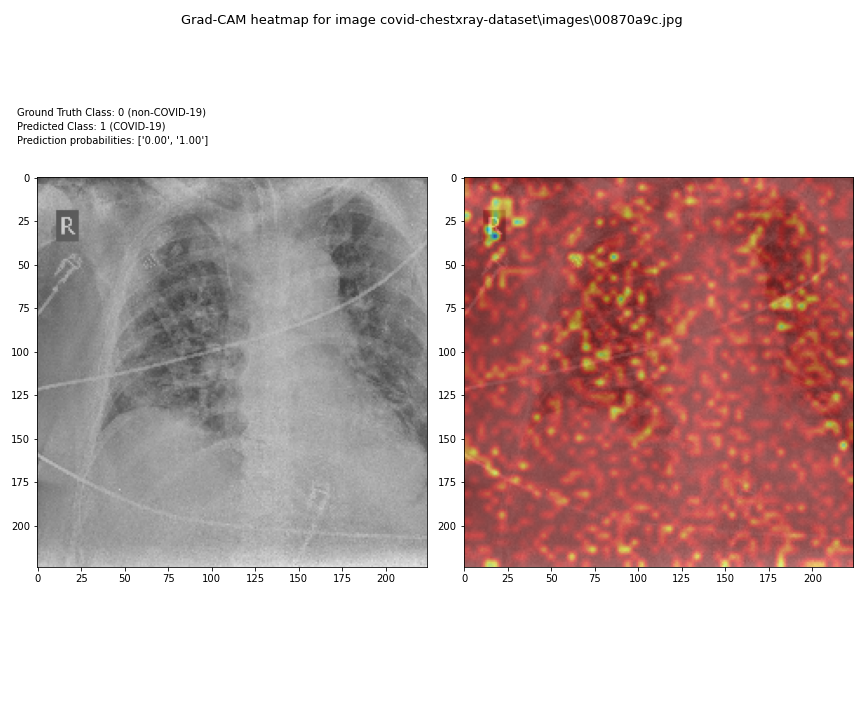 Grad-CAM heatmap for image covid-chestxray-dataset\images\00870a9c.jpg
Ground Truth Class: 0 (non-COVID-19)
Predicted Class: 1 (COVID-19)
Prediction probabilities: ['0.00', '1.00']
0
25
50
75
100
125
150
175
200
R
0 25 50 75 100 125 150 175 200
0
25
50
75
100
125
150
175
200
R
0 25 50 75 100 125 150 175 200